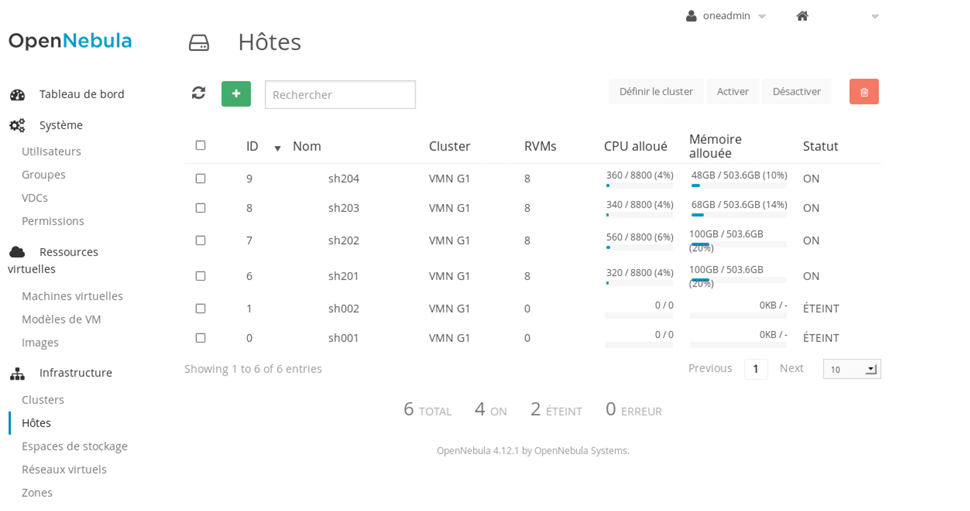 oneadmin
OpenNebula
Hôtes
Tableau de bord
Système
Utilisateurs
Groupes
VDCs
Permissions
Ressources
virtuelles
Machines virtuelles
Modèles de VM
Images
Infrastructure
Clusters
Hôtes
Espaces de stockage
Réseaux virtuels
Zones
Rechercher
Définir le cluster Activer Désactiver
ID Nom Cluster RVMs CPU alloué Mémoire allouée Statut
9 sh204 VMN G1 8 360 / 8800 (4%) 48GB / 503.6GB (10%) ON
8 sh203 VMN G1 8 340 / 8800 (4%) 68GB / 503.6GB (14%) ON
7 sh202 VMN G1 8 560 / 8800 (6%) 100GB / 503.6GB (20%) ON
6 sh201 VMN G1 8 320 / 8800 (4%) 100GB / 503.6GB (20%) ON
1 sh002 VMN G1 0 0 / 0 0KB / - ÉTEINT
0 sh001 VMN G1 0 0 / 0 0KB / - ÉTEINT
Showing 1 to 6 of 6 entries
Previous 1 Next 10
6 TOTAL 4 ON 2 ÉTEINT 0 ERREUR
OpenNebula 4.12.1 by OpenNebula Systems.